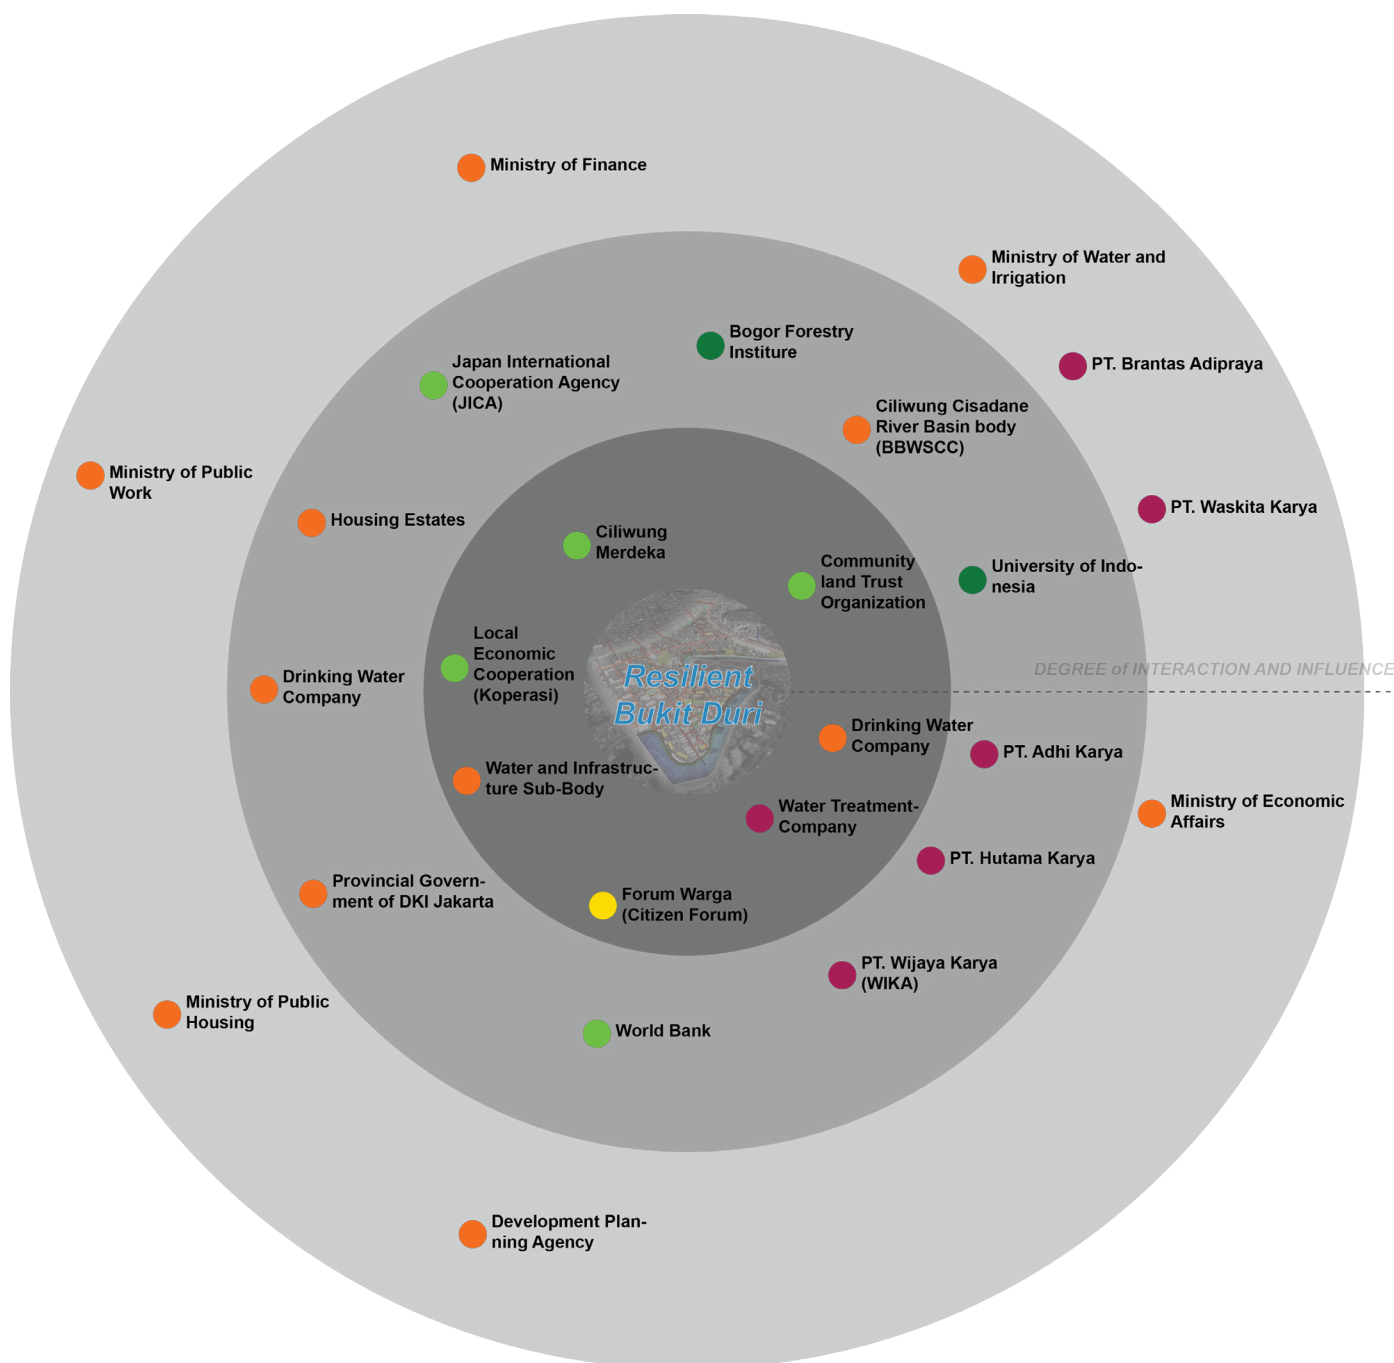 Ministry of Finance
Ministry of Water and
Irrigation
Bogor Forestry
Institure
Japan International
Cooperation Agency
(JICA)
PT. Brantas Adipraya
Ciliwung Cisadane
River Basin body
(BBWSCC)
Ministry of Public
Work
PT. Waskita Karya
Housing Estates
Ciliwung
Merdeka
Community
land Trust
Organization
University of Indo-
nesia
Local
Economic
Cooperation
(Koperasi)
Resilient
Bukit Duri
DEGREE of INTERACTION AND INFLUENCE
Drinking Water
Company
Drinking Water
Company
PT. Adhi Karya
Water and Infrastruc-
ture Sub-Body
Water Treatment-
Company
Ministry of Economic
Affairs
PT. Hutama Karya
Provincial Govern-
ment of DKI Jakarta
Forum Warga
(Citizen Forum)
PT. Wijaya Karya
(WIKA)
Ministry of Public
Housing
World Bank
Development Plan-
ning Agency